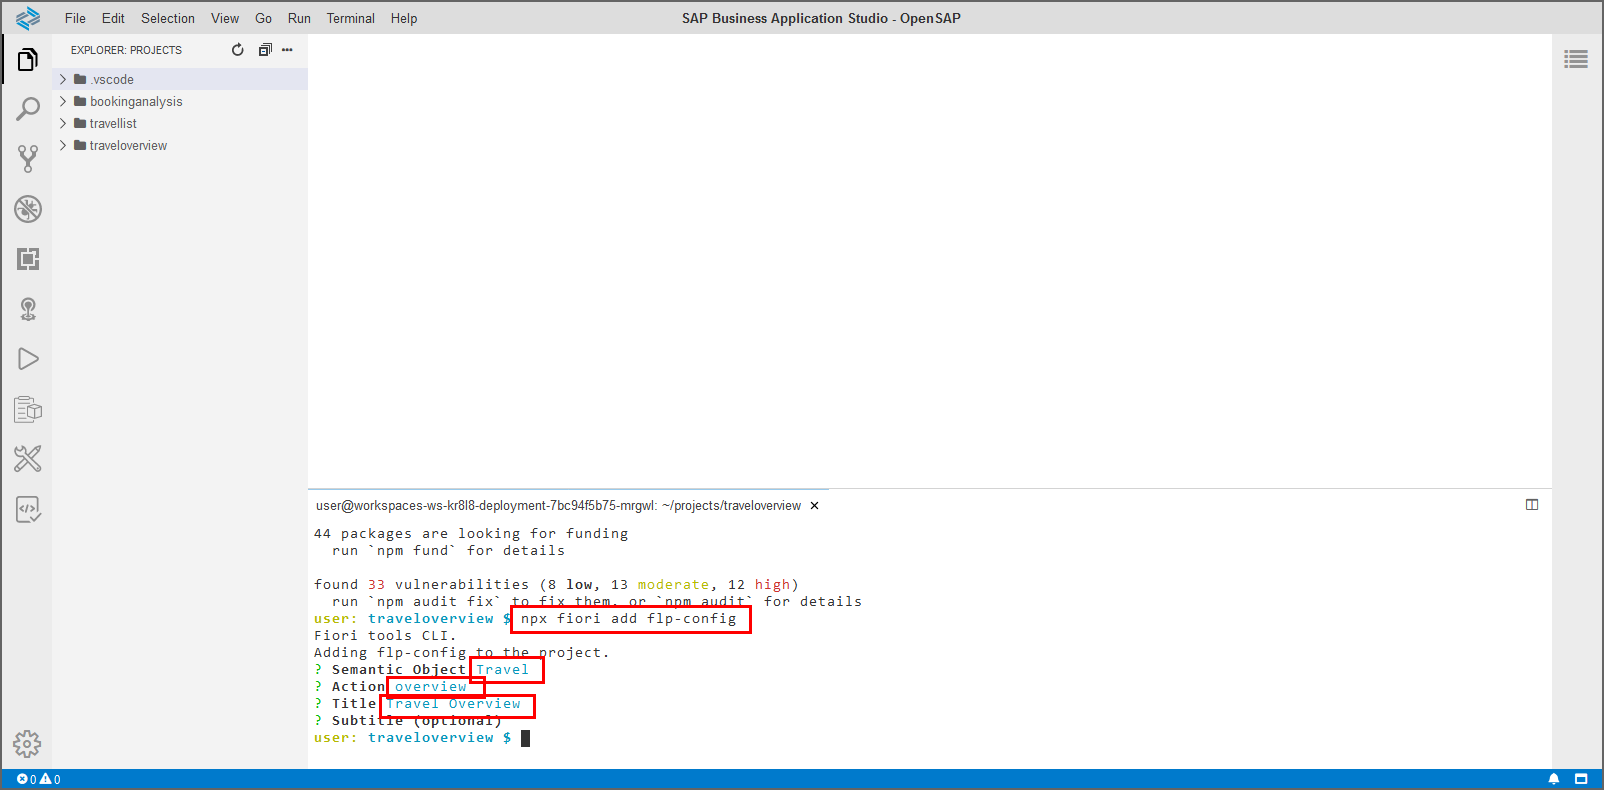 File Edit Selection View Go Run Terminal Help
SAP Business Application Studio - OpenSAP
EXPLORER: PROJECTS
.vscode
bookinganalysis
travellist
traveloverview
user@workspaces-ws-kr8l8-deployment-7bc94f5b75-mrgwl: ~/projects/traveloverview
44 packages are looking for funding
run `npm fund` for details
found 33 vulnerabilities (8 low, 13 moderate, 12 high)
run `npm audit fix` to fix them, or `npm audit` for details
user: traveloverview $ npx fiori add flp-config
Fiori tools CLI.
Adding flp-config to the project.
? Semantic Object Travel
? Action overview
? Title Travel Overview
? Subtitle (optional)
user: traveloverview $
0 0